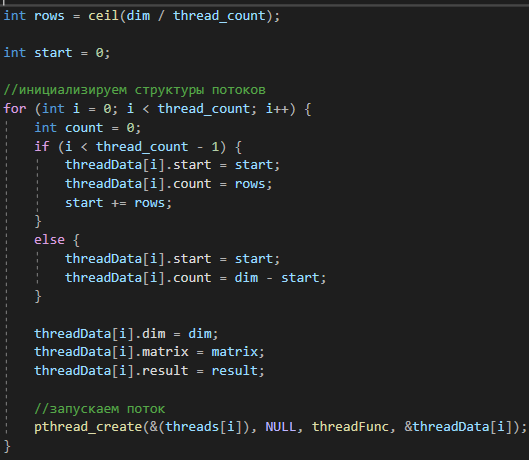 int rows = ceil(dim / thread_count);
int start = 0;
//инициализируем структуры потоков
for (int i = 0; i < thread_count; i++) {
int count = 0;
if (i < thread_count - 1) {
threadData[i].start = start;
threadData[i].count = rows;
start += rows;
}
else {
threadData[i].start = start;
threadData[i].count = dim - start;
}
threadData[i].dim = dim;
threadData[i].matrix = matrix;
threadData[i].result = result;
//запускаем поток
pthread_create(&(threads[i]), NULL, threadFunc, &threadData[i]);
}